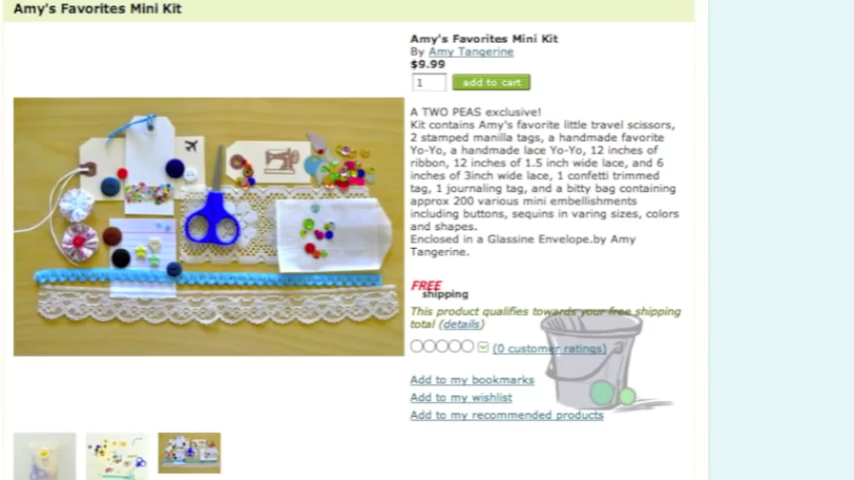 Amy's Favorites Mini Kit
Amy's Favorites Mini Kit
By Amy Tangerine
$9.99
1
add to cart
A TWO PEAS exclusive!
Kit contains Amy's favorite little travel scissors,
2 stamped manilla tags, a handmade favorite
Yo-Yo, a handmade lace Yo-Yo, 12 inches of
ribbon, 12 inches of 1.5 inch wide lace, and 6
inches of 3inch wide lace, 1 confetti trimmed
tag, 1 journaling tag, and a bitty bag containing
approx 200 various mini embellishments
including buttons, sequins in varing sizes, colors
and shapes.
Enclosed in a Glassine Envelope.by Amy
Tangerine.
FREE
shipping
This product qualifies towards your free shipping
total (details)
(0 customer ratings)
Add to my bookmarks
Add to my wishlist
Add to my recommended products